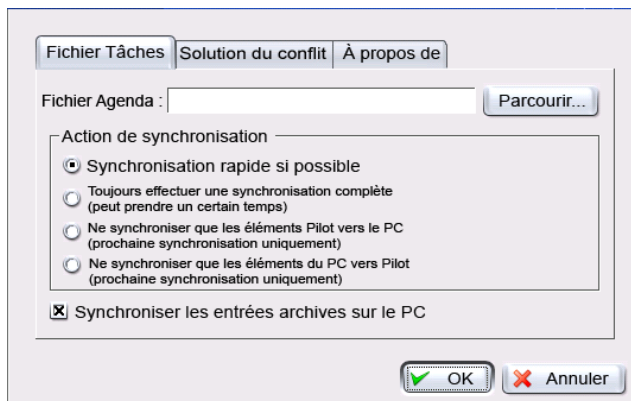 Fichier Tâches Solution du conflit À propos de
Fichier Agenda : Parcourir...
Action de synchronisation
Synchronisation rapide si possible
Toujours effectuer une synchronisation complète
(peut prendre un certain temps)
Ne synchroniser que les éléments Pilot vers le PC
(prochaine synchronisation uniquement)
Ne synchroniser que les éléments du PC vers Pilot
(prochaine synchronisation uniquement)
Synchroniser les entrées archives sur le PC
OK Annuler